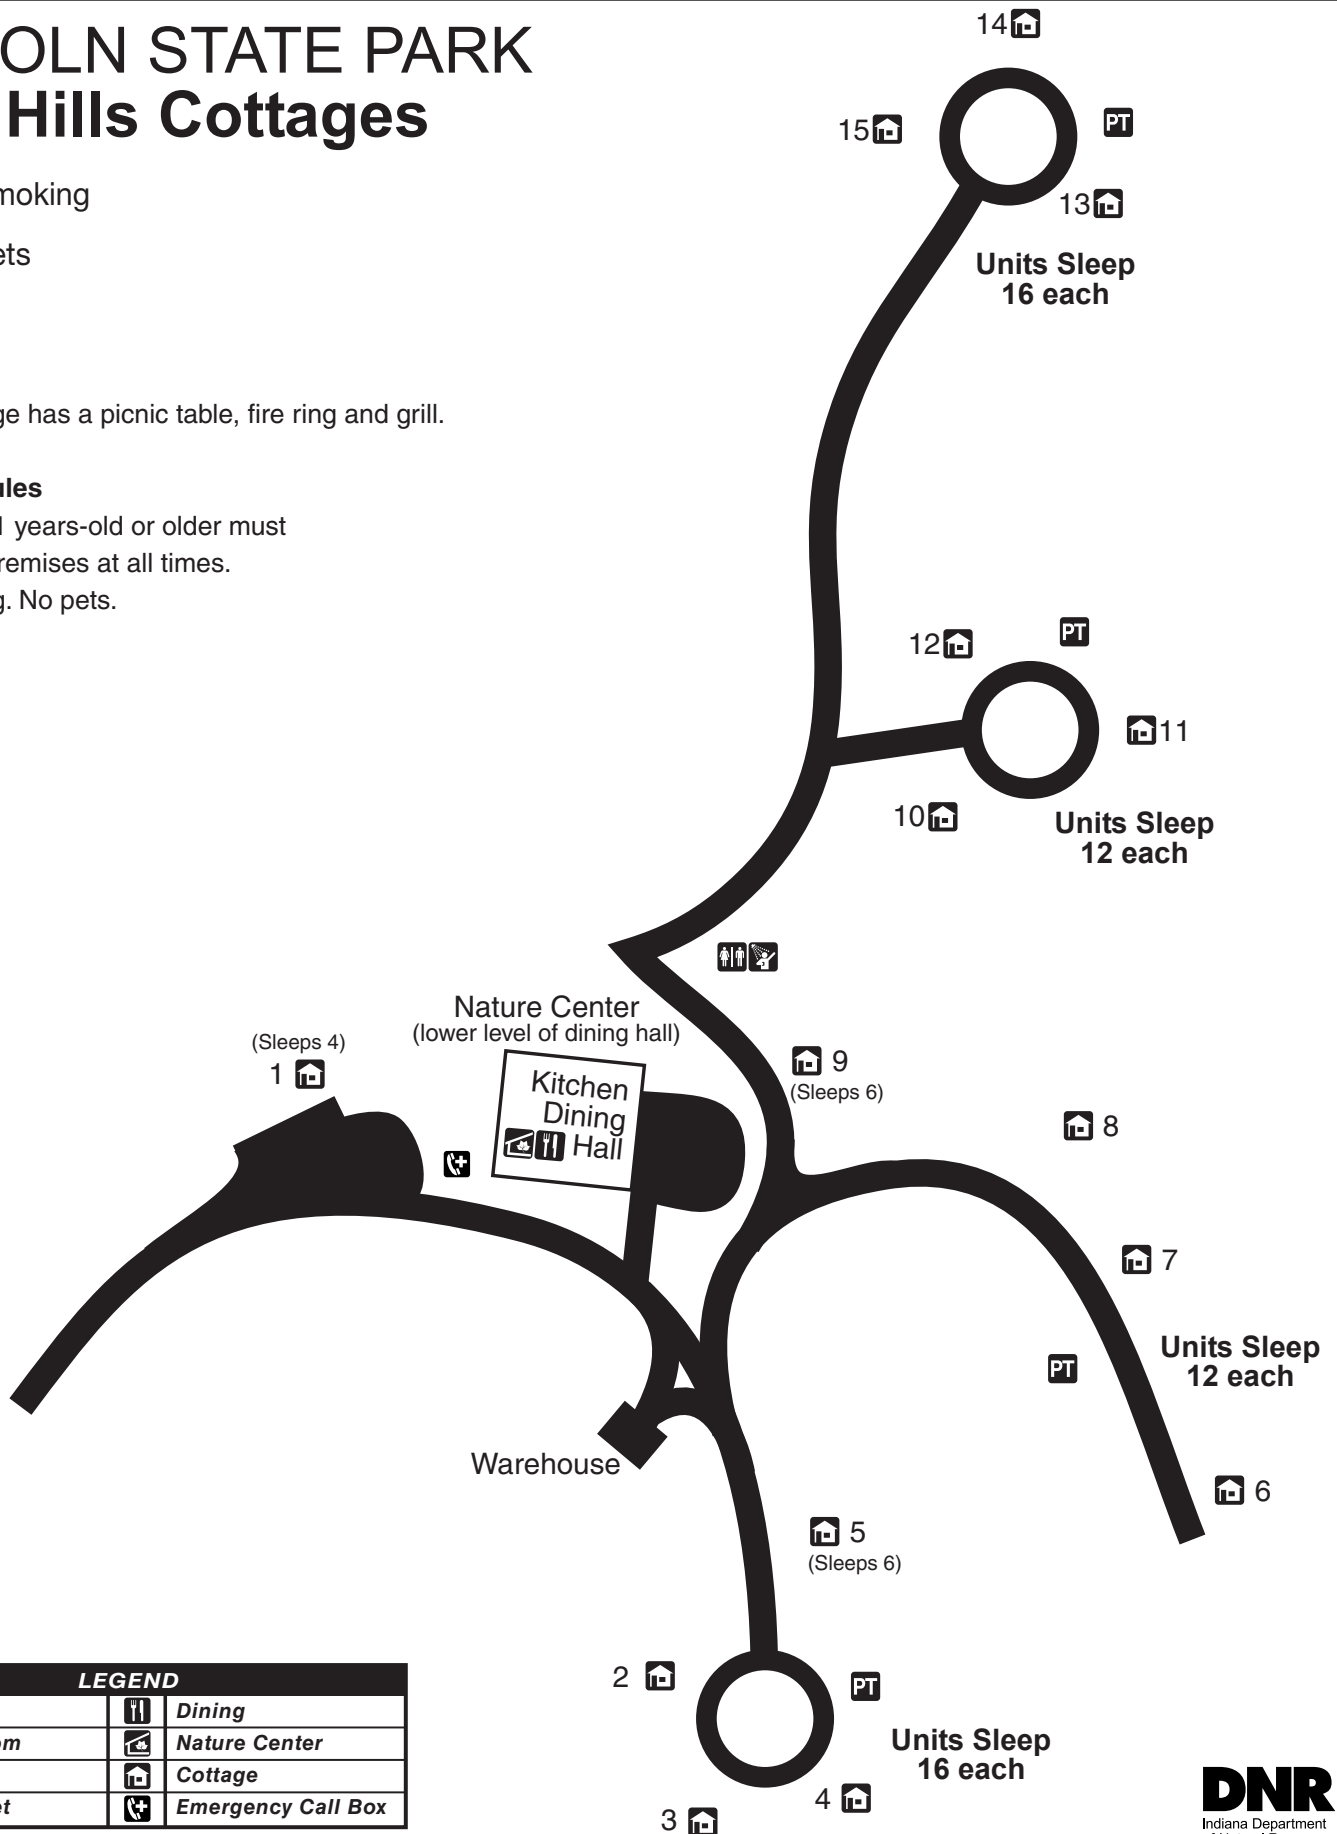 OLN STATE PARK
Hills Cottages
moking
ets
ge has a picnic table, fire ring and grill.
ules
1 years-old or older must
remises at all times.
g. No pets.
14
15
PT
13
Units Sleep
16 each
12
PT
11
10
Units Sleep
12 each
Nature Center
(lower level of dining hall)
(Sleeps 4)
1
Kitchen
Dining
Hall
9
(Sleeps 6)
8
7
Units Sleep
12 each
PT
Warehouse
6
5
(Sleeps 6)
2
PT
Units Sleep
16 each
4
3
LEGEND
Dining
om
Nature Center
Cottage
et
Emergency Call Box
DNR
Indiana Department